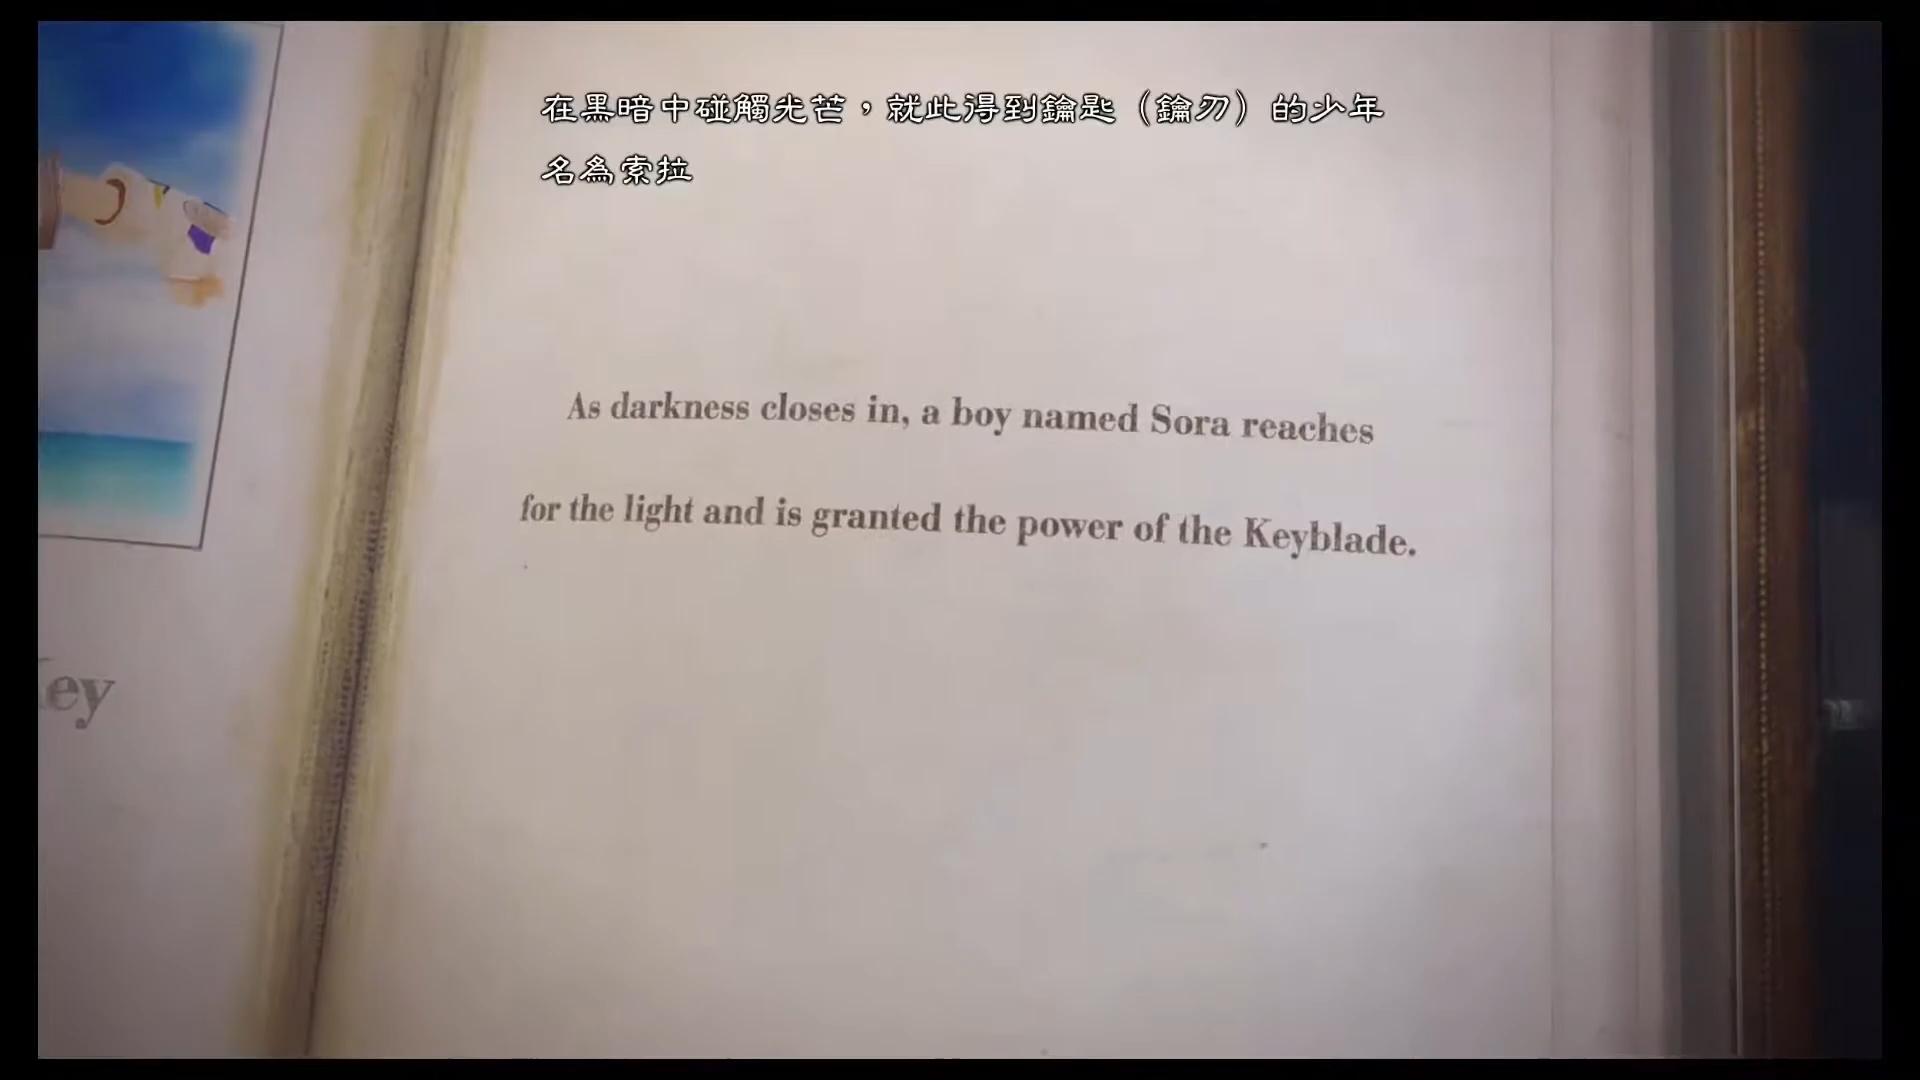 在黑暗中碰觸光芒，就此得到鑰匙（鑰刃）的少年
名為索拉
As darkness closes in, a boy named Sora reaches
for the light and is granted the power of the Keyblade.
ey